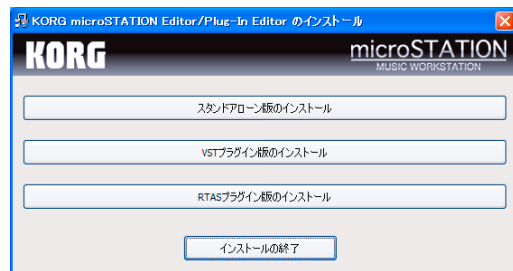 KORG microSTATION Editor/Plug-In Editor のインストール
KORG
microSTATION
MUSIC WORKSTATION
スタンドアローン版のインストール
VSTプラグイン版のインストール
RTASプラグイン版のインストール
インストールの終了